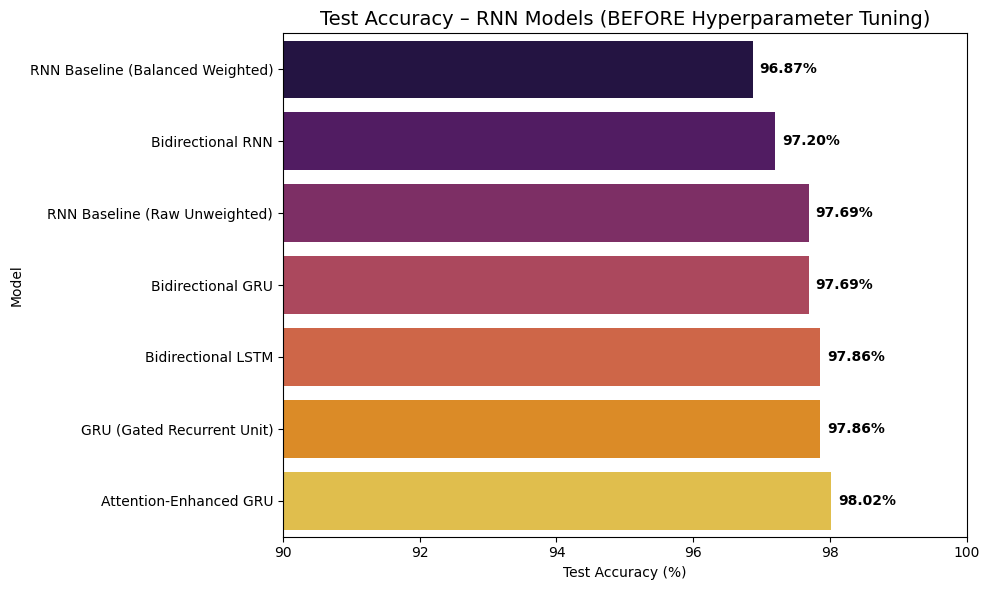 Test Accuracy – RNN Models (BEFORE Hyperparameter Tuning)
Model
RNN Baseline (Balanced Weighted) 96.87%
Bidirectional RNN 97.20%
RNN Baseline (Raw Unweighted) 97.69%
Bidirectional GRU 97.69%
Bidirectional LSTM 97.86%
GRU (Gated Recurrent Unit) 97.86%
Attention-Enhanced GRU 98.02%
90 92 94 96 98 100
Test Accuracy (%)